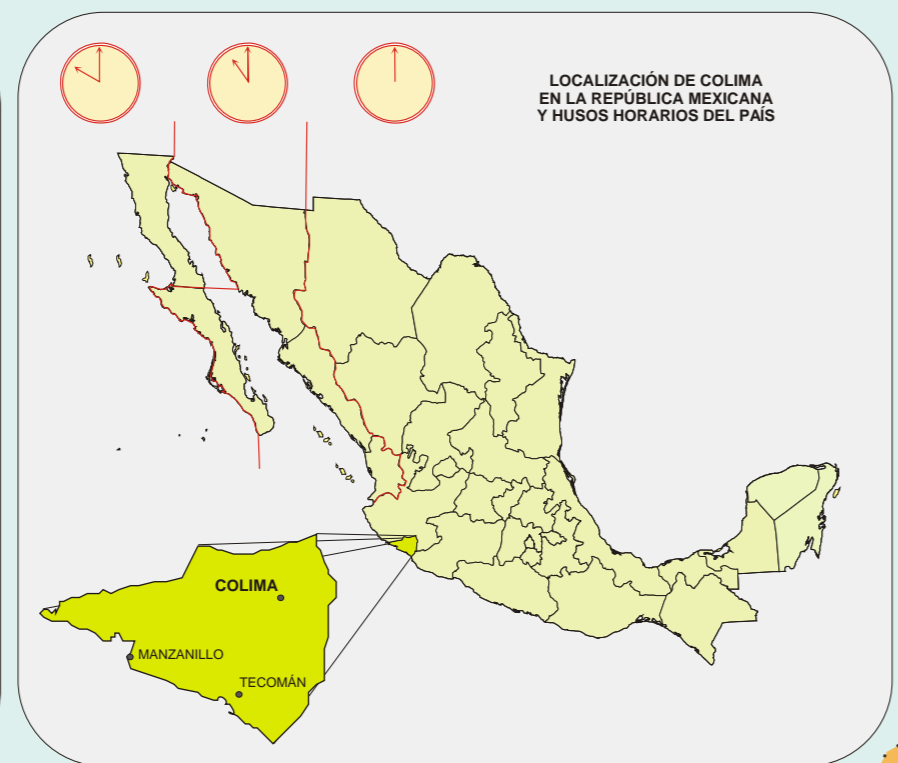 LOCALIZACIÓN DE COLIMA
EN LA REPÚBLICA MEXICANA
Y HUSOS HORARIOS DEL PAÍS
COLIMA
MANZANILLO
TECOMÁN